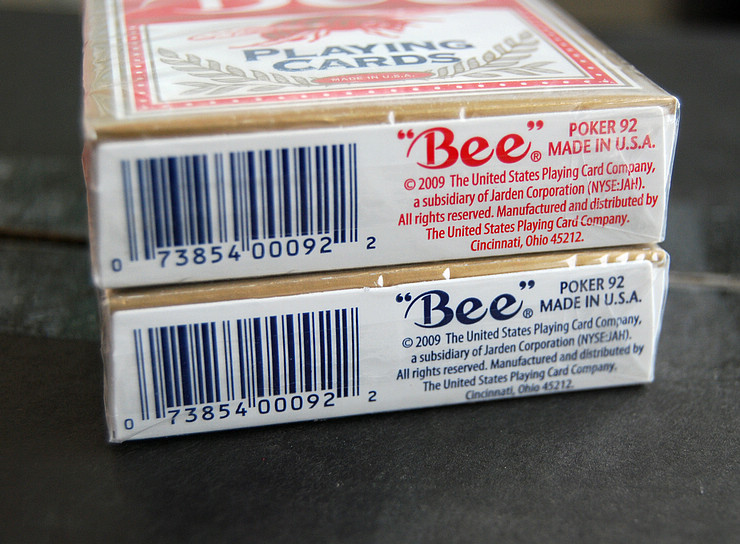 PLAYING
CARDS
MADE IN U.S.A.
"Bee"®
POKER 92
MADE IN U.S.A.
© 2009 The United States Playing Card Company,
a subsidiary of Jarden Corporation (NYSE:JAH).
All rights reserved. Manufactured and distributed by
The United States Playing Card Company.
Cincinnati, Ohio 45212.
0 73854 00092 2
"Bee"®
POKER 92
MADE IN U.S.A.
© 2009 The United States Playing Card Company,
a subsidiary of Jarden Corporation (NYSE:JAH).
All rights reserved. Manufactured and distributed by
The United States Playing Card Company.
Cincinnati, Ohio 45212.
0 73854 00092 2